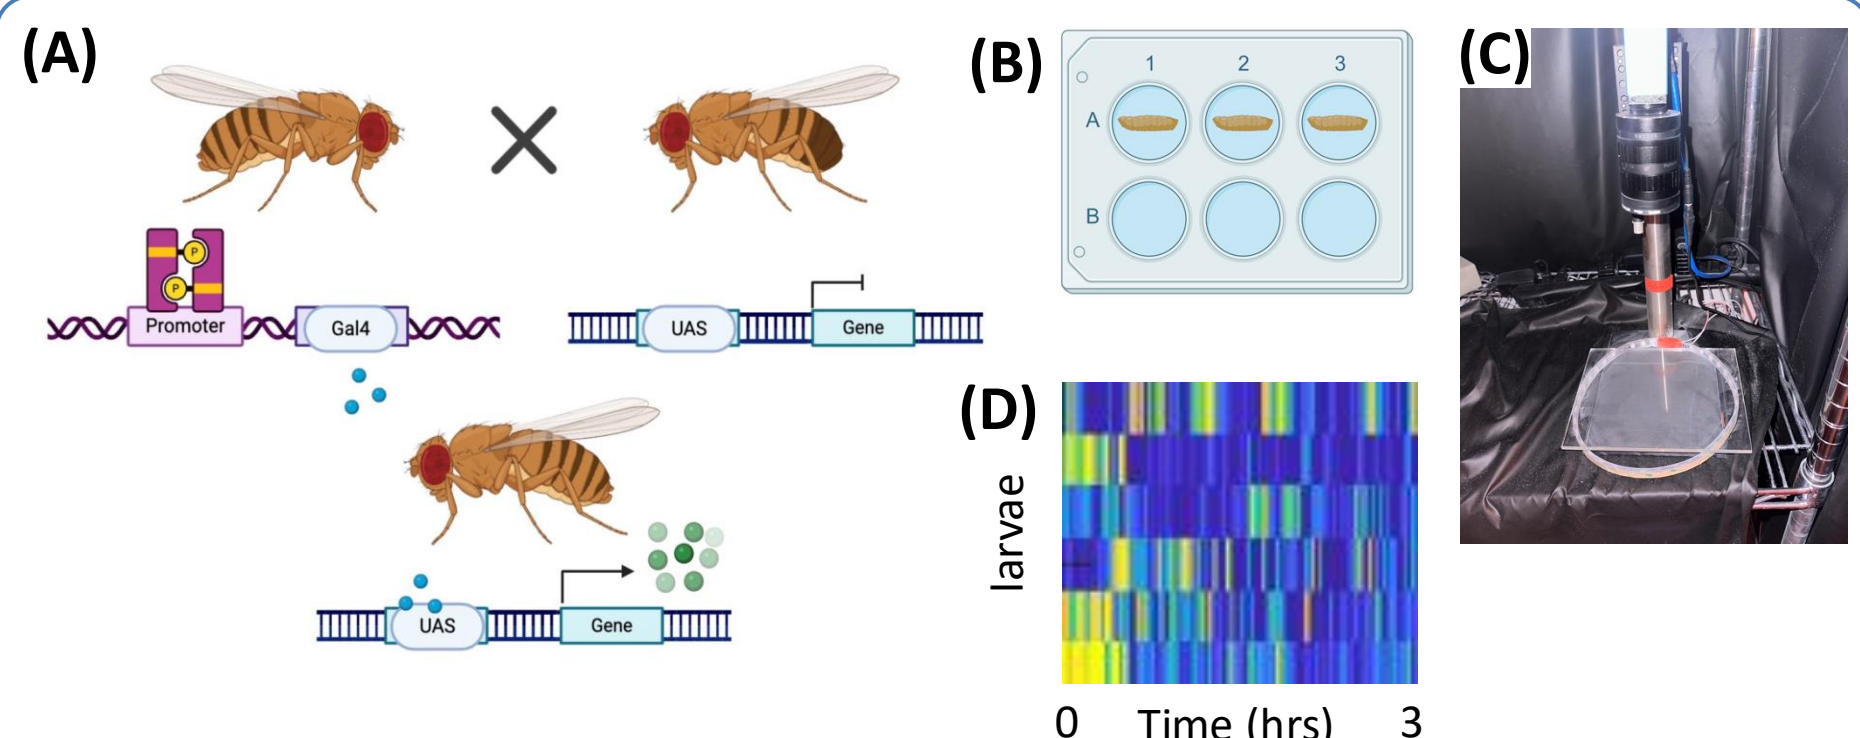 (A)
P
P
Promoter
Gal4
UAS
Gene
UAS
Gene
(B)
1 2 3
A
B
(C)
(D)
larvae
0 Time (hrs) 3